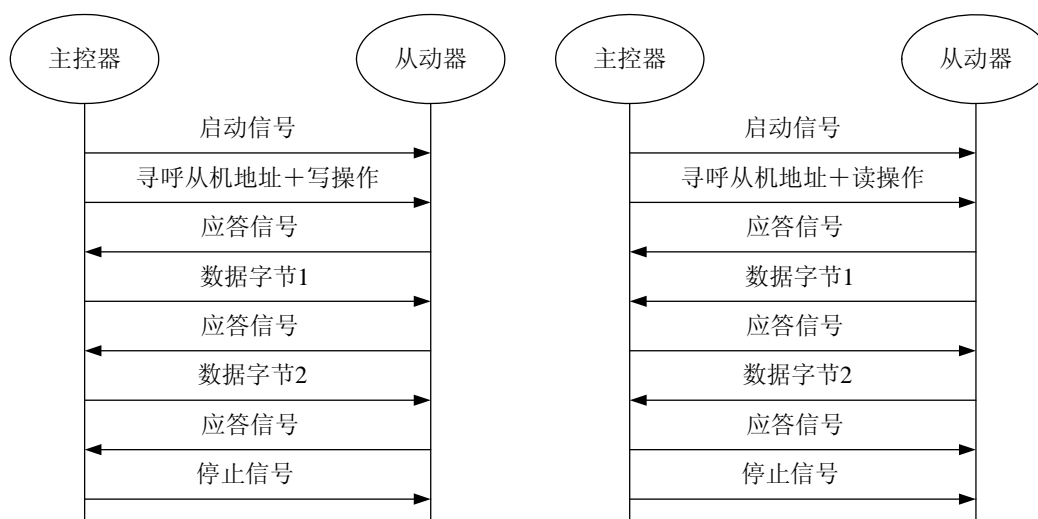 主控器
从动器
启动信号
寻呼从机地址＋写操作
应答信号
数据字节1
应答信号
数据字节2
应答信号
停止信号
主控器
从动器
启动信号
寻呼从机地址＋读操作
应答信号
数据字节1
应答信号
数据字节2
应答信号
停止信号